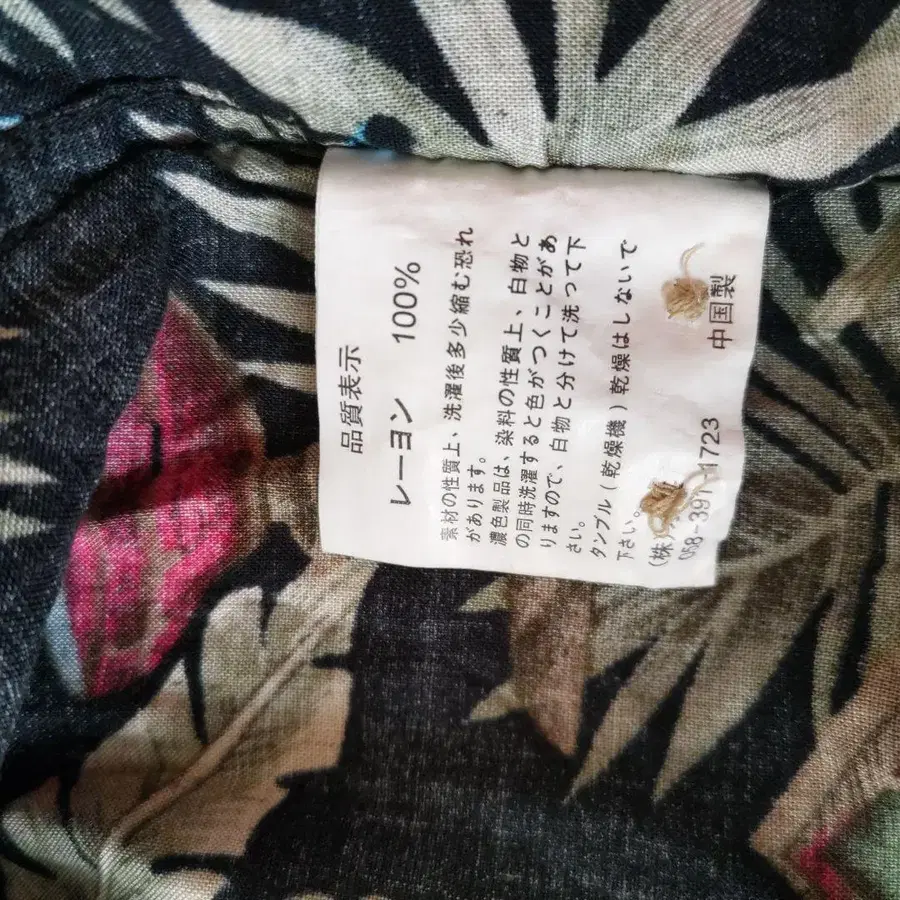 品質表示
レーヨン 100%
素材の性質上、洗濯後多少縮む恐れ
があります。
濃色製品は、染料の性質上、白物と
の同時洗濯すると色がつくことがあ
りますので、白物と分けて洗って下
さい。
タンブル(乾燥機)乾燥はしないで
下さい。
(株)
058-391-1723
中国製